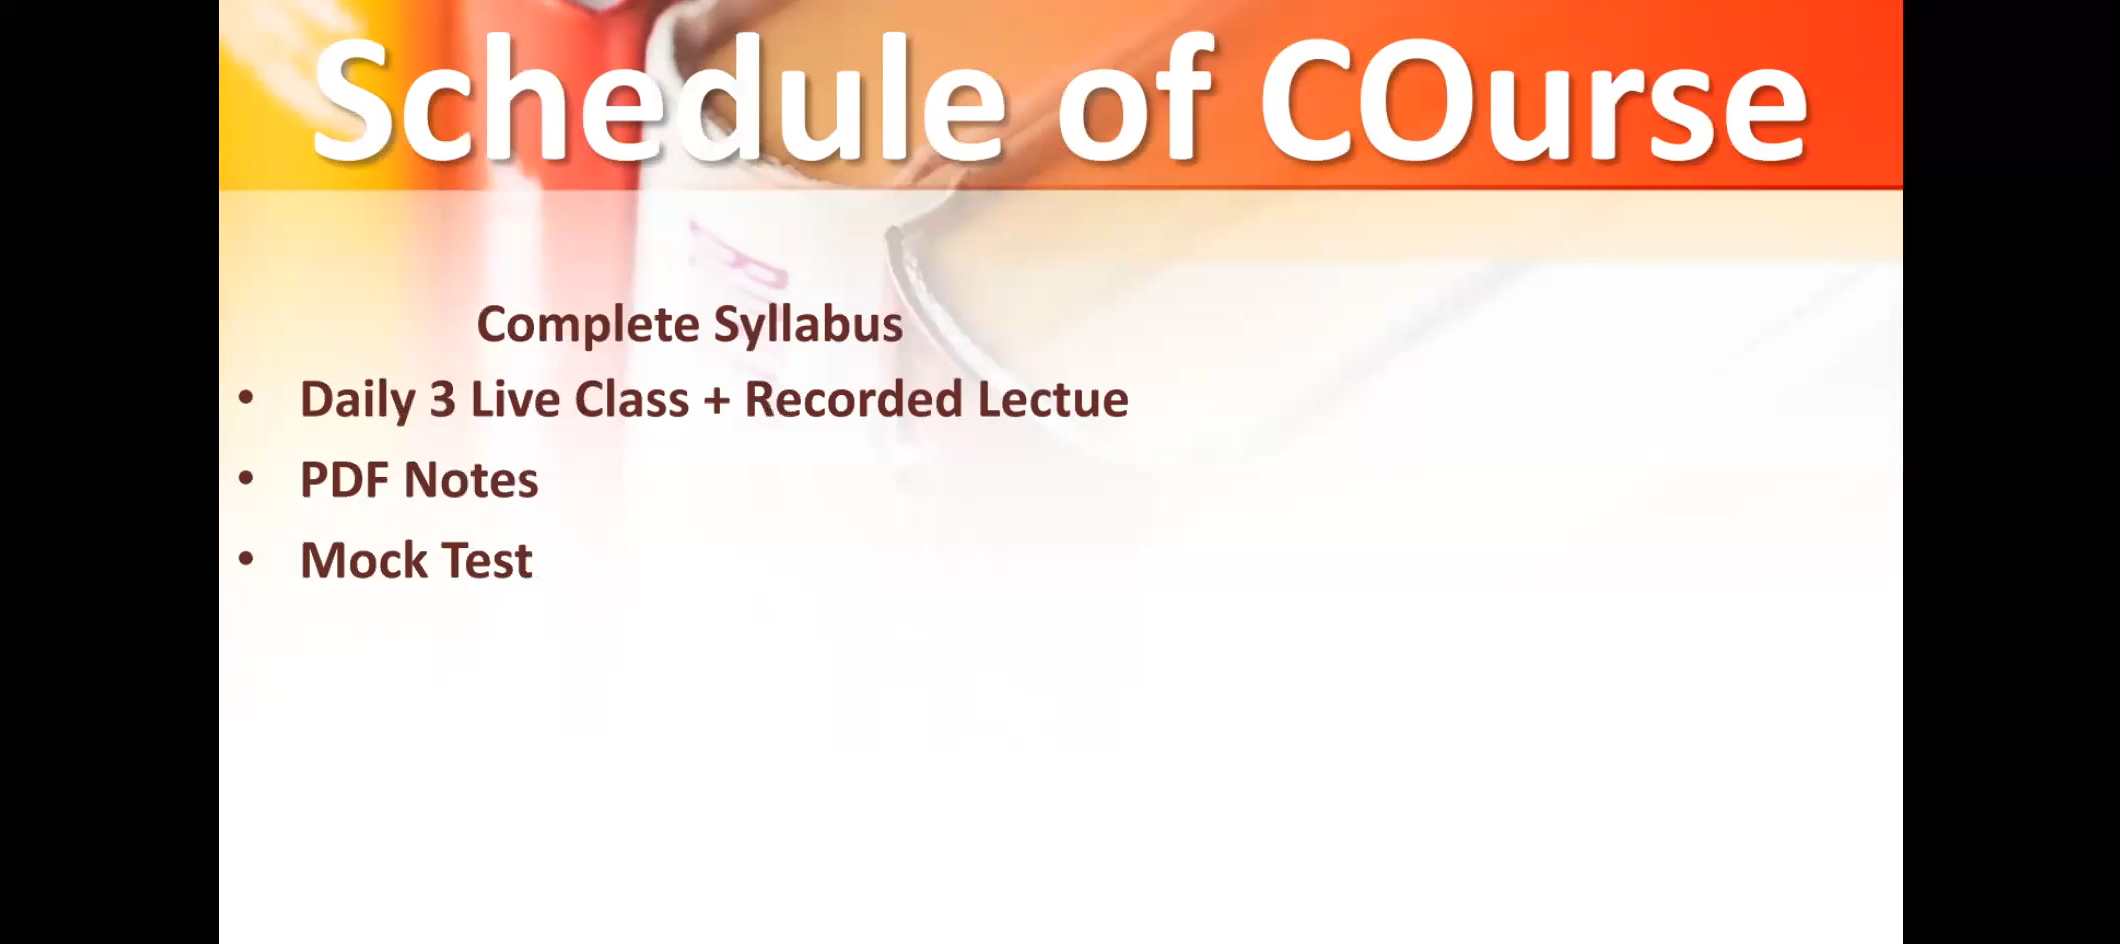 Schedule of COurse
Complete Syllabus
• Daily 3 Live Class + Recorded Lectue
• PDF Notes
• Mock Test